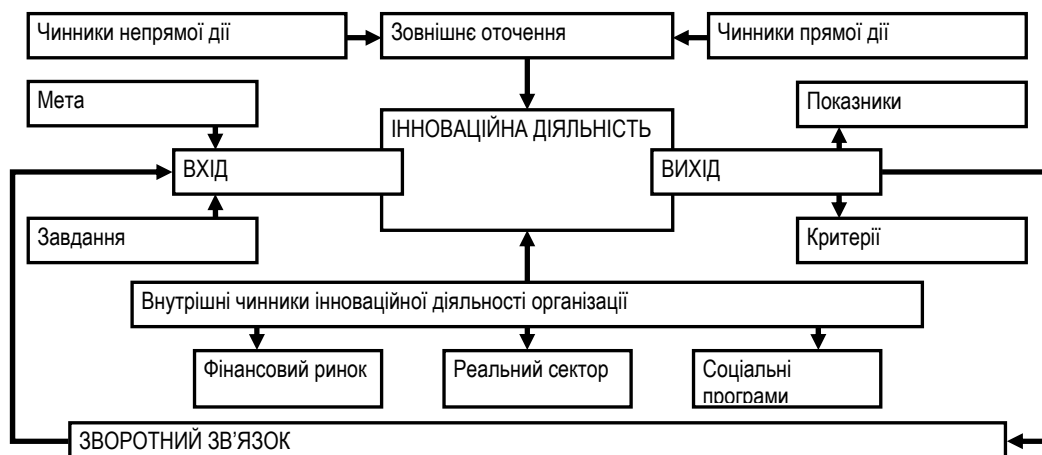 Чинники непрямої дії
Зовнішнє оточення
Чинники прямої дії
Мета
ІННОВАЦІЙНА ДІЯЛЬНІСТЬ
Показники
ВХІД
ВИХІД
Завдання
Критерії
Внутрішні чинники інноваційної діяльності організації
Фінансовий ринок
Реальний сектор
Соціальні
програми
ЗВОРОТНИЙ ЗВ'ЯЗОК